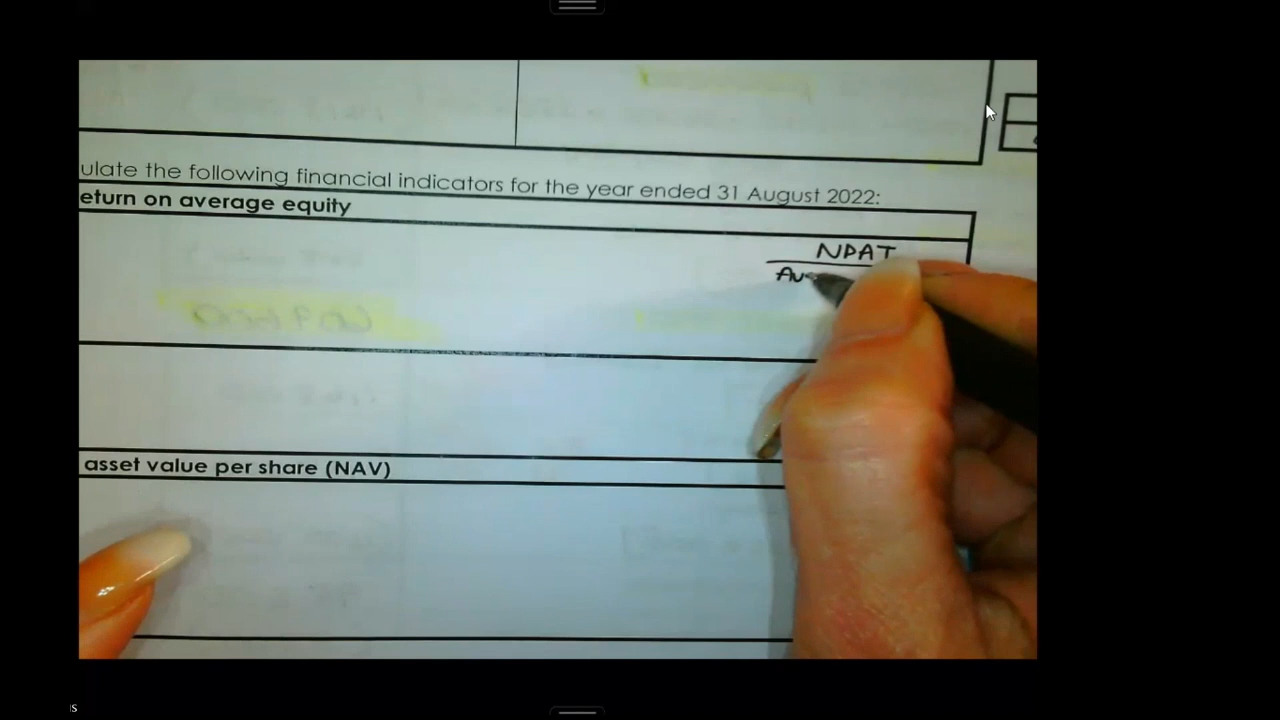 ulate the following financial indicators for the year ended 31 August 2022:
eturn on average equity
NPAT
Av
asset value per share (NAV)